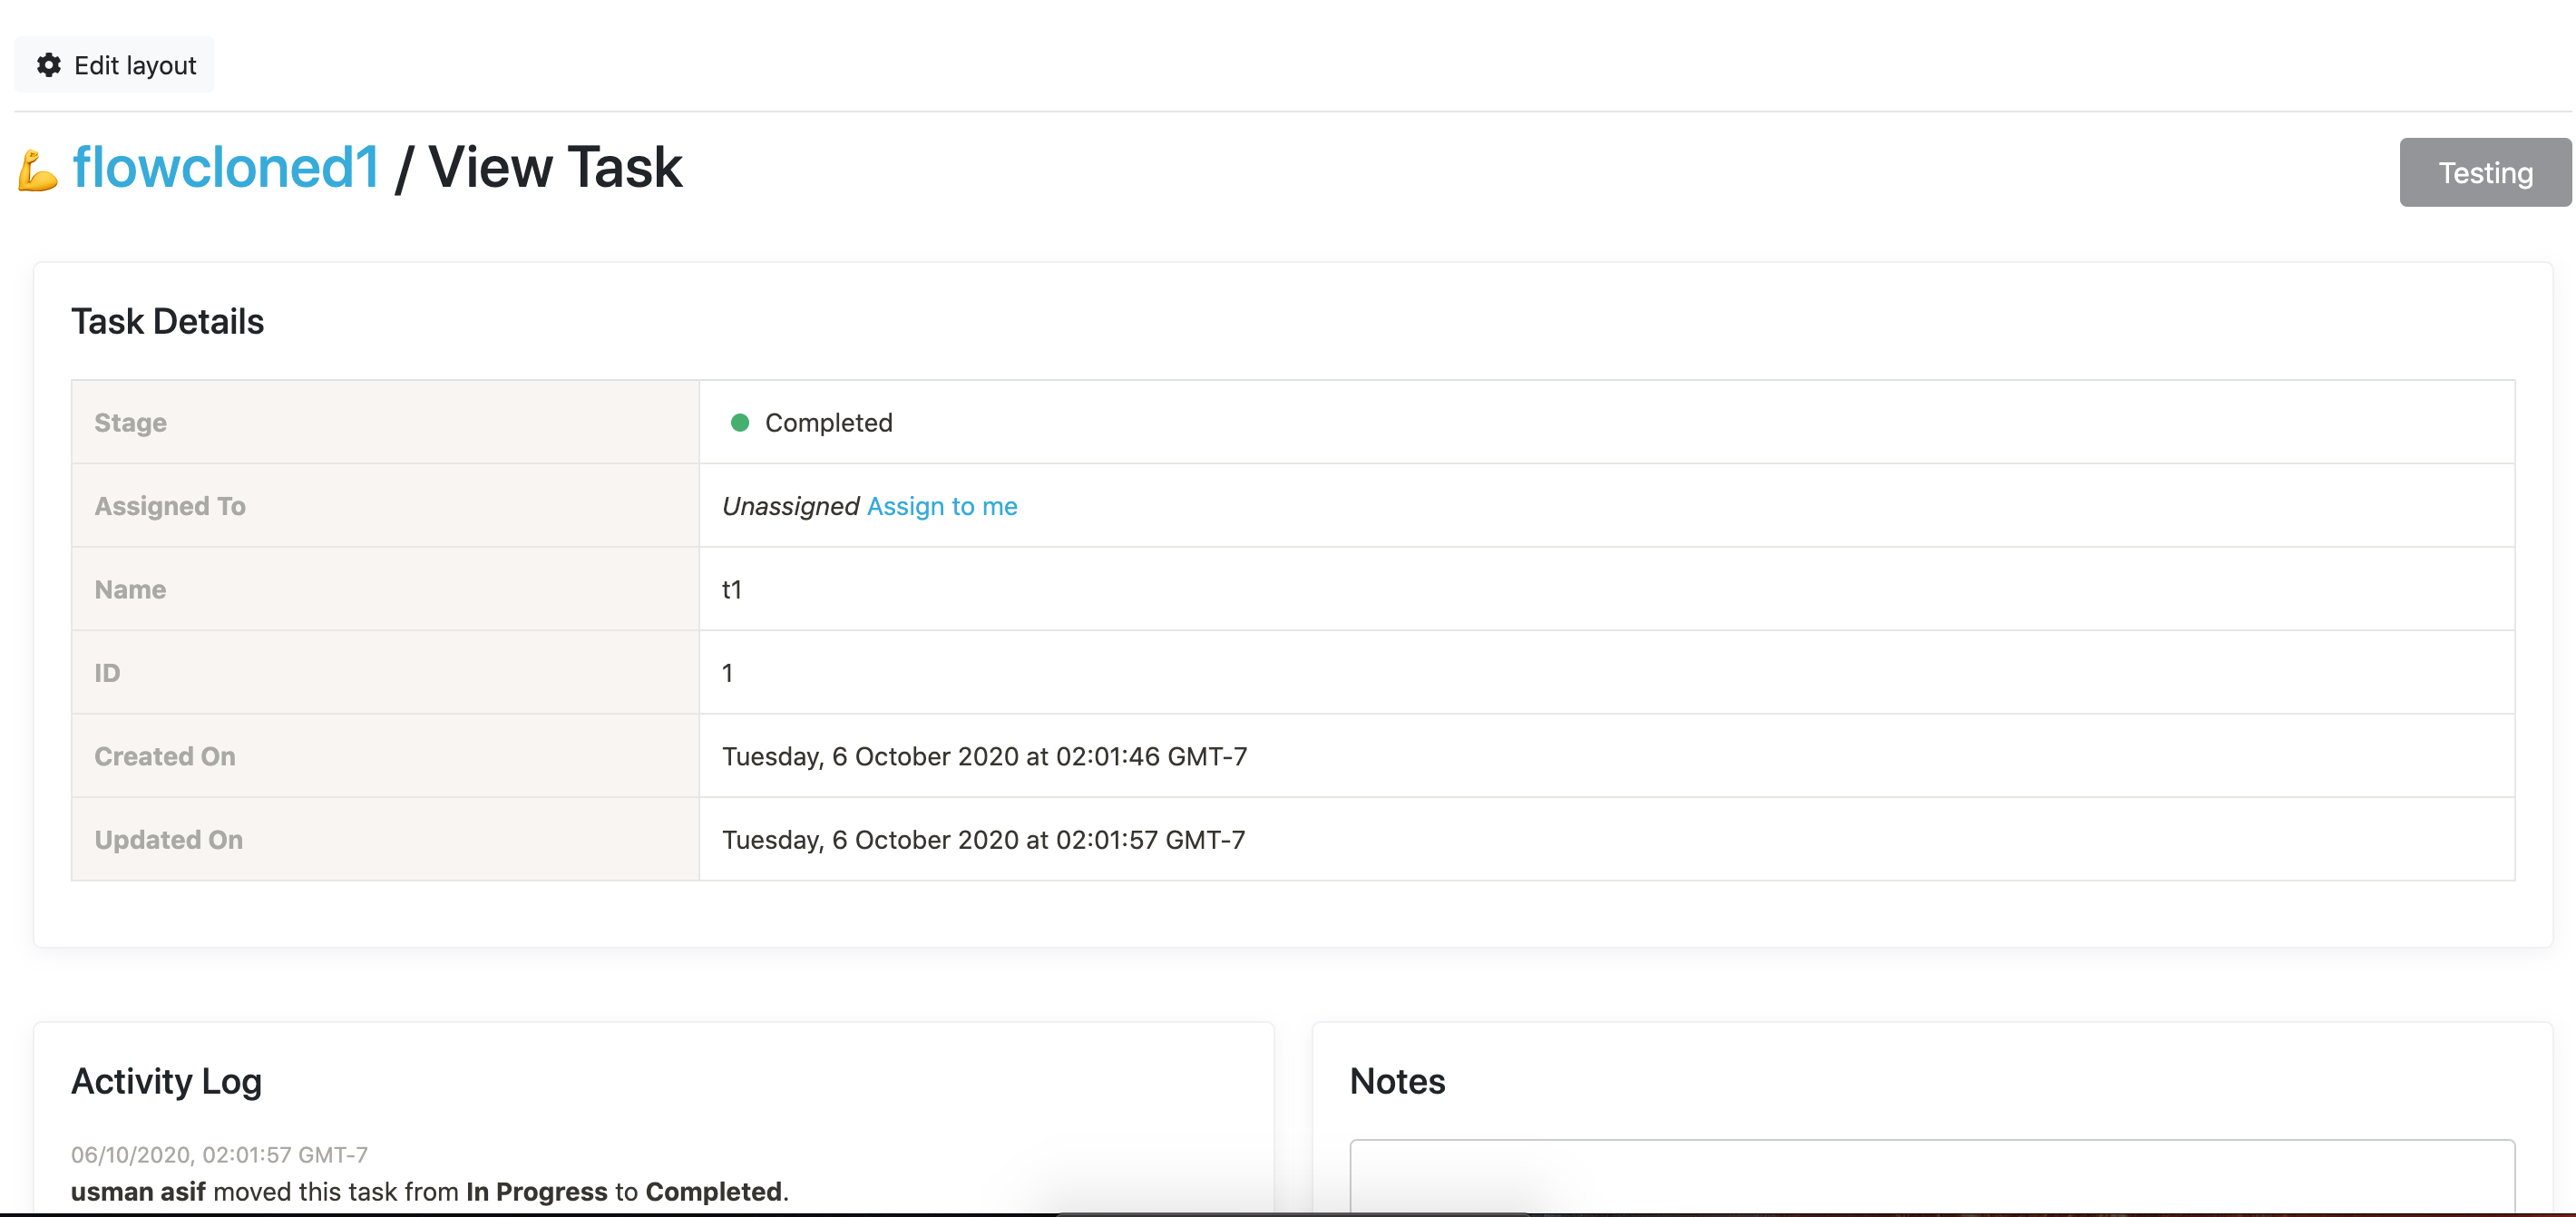 Edit layout
flowcloned1 / View Task
Testing
Task Details
Stage
Completed
Assigned To
Unassigned Assign to me
Name
t1
ID
1
Created On
Tuesday, 6 October 2020 at 02:01:46 GMT-7
Updated On
Tuesday, 6 October 2020 at 02:01:57 GMT-7
Activity Log
06/10/2020, 02:01:57 GMT-7
usman asif moved this task from In Progress to Completed.
Notes